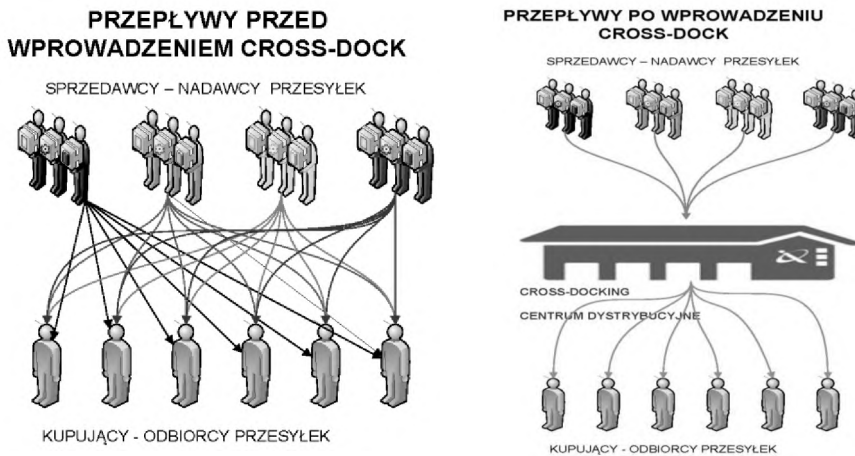 PRZEPŁYWY PRZED
WPROWADZENIEM CROSS-DOCK
SPRZEDAWCY – NADAWCY PRZESYŁEK
KUPUJĄCY - ODBIORCY PRZESYŁEK
PRZEPŁYWY PO WPROWADZENIU
CROSS-DOCK
SPRZEDAWCY – NADAWCY PRZESYŁEK
CROSS-DOCKING
CENTRUM DYSTRYBUCYJNE
KUPUJĄCY - ODBIORCY PRZESYŁEK